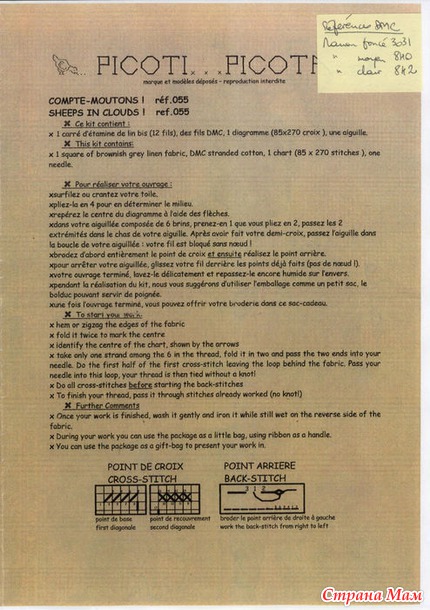 Références DMC
Marron foncé 3031
" moyen 840
" clair 842
PICOTI...PICOTA
marque et modèles déposés - reproduction interdite
COMPTE-MOUTONS ! réf.055
SHEEPS IN CLOUDS ! ref.055
✖ Ce kit contient :
x 1 carré d'étamine de lin bis (12 fils), des fils DMC, 1 diagramme (85x270 croix ), une aiguille.
✖ This kit contains:
x 1 square of brownish grey linen fabric, DMC stranded cotton, 1 chart (85 x 270 stitches ), one
needle.
✖ Pour réaliser votre ouvrage :
xsurfilez ou crantez votre toile.
xpliez-la en 4 pour en déterminer le milieu.
xrepérez le centre du diagramme à l'aide des flèches.
xdans votre aiguillée composée de 6 brins, prenez-en 1 que vous pliez en 2, passez les 2
extrémités dans le chas de votre aiguille. Après avoir fait votre demi-croix, passez l'aiguille dans
la boucle de votre aiguillée : votre fil est bloqué sans nœud !
xbrodez d'abord entièrement le point de croix et ensuite réalisez le point arrière.
xpour arrêter votre aiguillée, glissez votre fil derrière les points déjà faits (pas de nœud !).
xvotre ouvrage terminé, lavez-le délicatement et repassez-le encore humide sur l'envers.
xpendant la réalisation du kit, nous vous suggérons d'utiliser l'emballage comme un petit sac, le
bolduc pouvant servir de poignée.
xune fois l'ouvrage terminé, vous pouvez offrir votre broderie dans ce sac-cadeau.
✖ To start you work:
x hem or zigzag the edges of the fabric
x fold it twice to mark the centre
x identify the centre of the chart, shown by the arrows
x take only one strand among the 6 in the thread, fold it in two and pass the two ends into your
needle. Do the first half of the first cross-stitch leaving the loop behind the fabric. Pass your
needle into this loop, your thread is then tied without a knot!
x Do all cross-stitches before starting the back-stitches
x To finish your thread, pass it through stitches already worked (no knot)
✖ Further Comments
x Once your work is finished, wash it gently and iron it while still wet on the reverse side of the
fabric.
x During your work you can use the package as a little bag, using ribbon as a handle.
x You can use the package as a gift-bag to present your work in.
POINT DE CROIX
CROSS-STITCH
point de base
first diagonale
point de recouvrement
second diagonale
POINT ARRIERE
BACK-STITCH
3 1 2
broder le point arrière de droite à gauche
work the back-stitch from right to left
Страна Мам